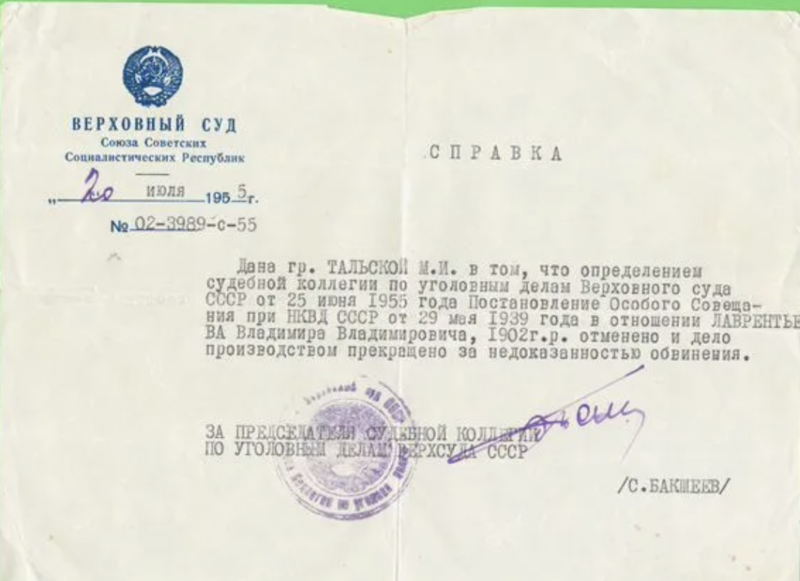 ВЕРХОВНЫЙ СУД
Союза Советских
Социалистических Республик
„20 июля 1955г.
№ 02-3989-с-55
СПРАВКА
Дана гр. ТАЛЬСКОЙ М.И. в том, что определением
судебной коллегии по уголовным делам Верховного суда
СССР от 25 июня 1955 года Постановление Особого Совеща-
ния при НКВД СССР от 29 мая 1939 года в отношении ЛАВРЕНТЬЕ
ВА Владимира Владимировича, 1902г.р. отменено и дело
производством прекращено за недоказанностью обвинения.
ЗА ПРЕДСЕДАТЕЛЯ СУДЕБНОЙ КОЛЛЕГИИ
ПО УГОЛОВНЫМ ДЕЛАМ ВЕРХСУДА СССР
/С.БАКШЕЕВ/